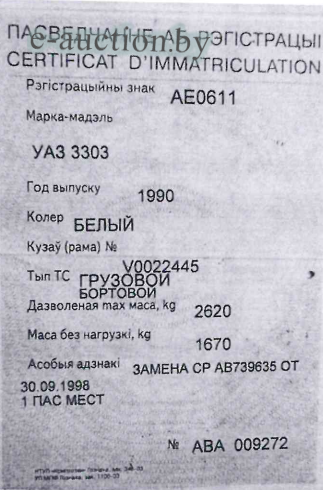 e-auction.by
ПАСВЕДЧАННЕ АБ РЭГІСТРАЦЫІ
CERTIFICAT D'IMMATRICULATION
Рэгістрацыйны знак АЕ0611
Марка-мадэль
УАЗ 3303
Год выпуску 1990
Колер БЕЛЫЙ
Кузаў (рама) №
V0022445
Тып ТС ГРУЗОВОЙ
БОРТОВОЙ
Дазволеная max маса, kg 2620
Маса без нагрузкі, kg 1670
Асобыя адзнакі ЗАМЕНА СР АВ739635 ОТ
30.09.1998
1 ПАС МЕСТ
№ АВА 009272